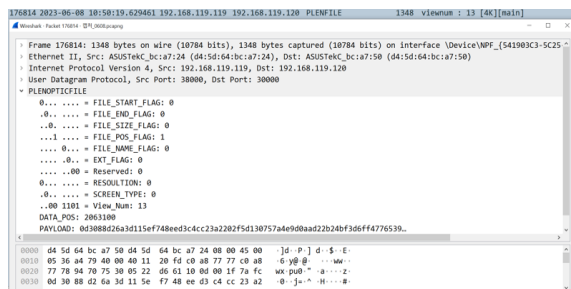 176814 2023-06-08 10:50:19.629461 192.168.119.119 192.168.119.120 PLENFILE 1348 viewnum : 13 [4K][main]
Wireshark · Packet 176814 · 캡처_0608.pcapng
Frame 176814: 1348 bytes on wire (10784 bits), 1348 bytes captured (10784 bits) on interface \Device\NPF_{541903C3-5C25
Ethernet II, Src: ASUSTekC_bc:a7:24 (d4:5d:64:bc:a7:24), Dst: ASUSTekC_bc:a7:50 (d4:5d:64:bc:a7:50)
Internet Protocol Version 4, Src: 192.168.119.119, Dst: 192.168.119.120
User Datagram Protocol, Src Port: 38000, Dst Port: 30000
PLENOPTICFILE
0... .... = FILE_START_FLAG: 0
.0.. .... = FILE_END_FLAG: 0
..0. .... = FILE_SIZE_FLAG: 0
...1 .... = FILE_POS_FLAG: 1
.... 0... = FILE_NAME_FLAG: 0
.... .0.. = EXT_FLAG: 0
.... ..00 = Reserved: 0
0... .... = RESOULTION: 0
.0.. .... = SCREEN_TYPE: 0
..00 1101 = View_Num: 13
DATA_POS: 2063100
PAYLOAD: 0d3088d26a3d115ef748eed3c4cc23a2202f5d130757a4e9d0aad22b24bf3d6ff4776539…
0000 d4 5d 64 bc a7 50 d4 5d 64 bc a7 24 08 00 45 00 ·]d··P·] d··$··E·
0010 05 36 a4 79 40 00 40 11 20 fd c0 a8 77 77 c0 a8 ·6·y@·@· ···ww··
0020 77 78 94 70 75 30 05 22 d6 61 10 0d 00 1f 7a fc wx·pu0·" ·a····z·
0030 0d 30 88 d2 6a 3d 11 5e f7 48 ee d3 c4 cc 23 a2 ·0··j=·^ ·H····#·